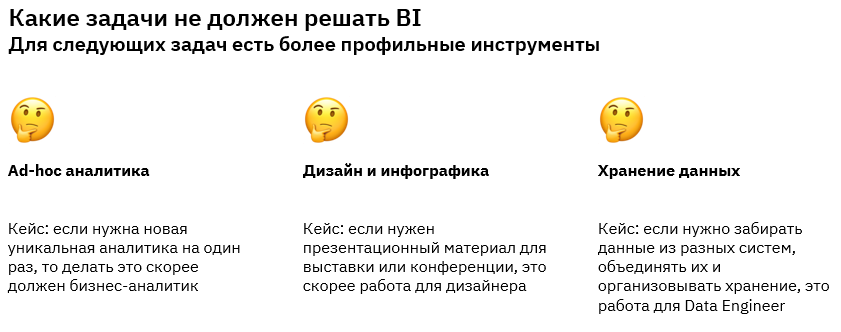 Какие задачи не должен решать BI
Для следующих задач есть более профильные инструменты
Ad-hoc аналитика
Кейс: если нужна новая
уникальная аналитика на один
раз, то делать это скорее
должен бизнес-аналитик
Дизайн и инфографика
Кейс: если нужен
презентационный материал для
выставки или конференции, это
скорее работа для дизайнера
Хранение данных
Кейс: если нужно забирать
данные из разных систем,
объединять их и
организовывать хранение, это
работа для Data Engineer